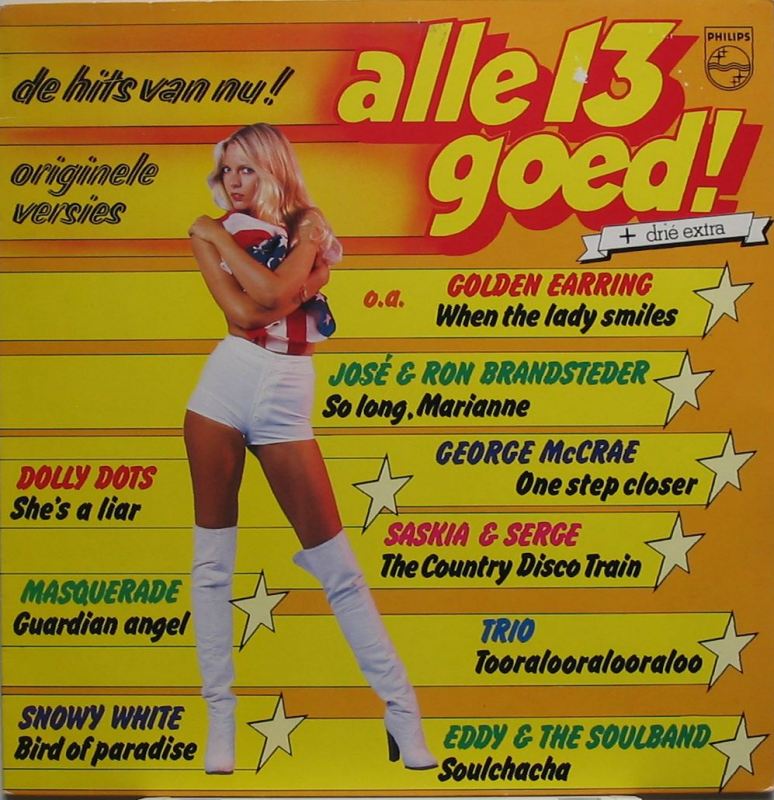 de hits van nu!
alle 13
goed!
PHILIPS
originele
versies
+ drié extra
o.a.
GOLDEN EARRING
When the lady smiles
JOSÉ & RON BRANDSTEDER
So long, Marianne
GEORGE McCRAE
One step closer
DOLLY DOTS
She's a liar
SASKIA & SERGE
The Country Disco Train
MASQUERADE
Guardian angel
TRIO
Tooralooralooraloo
SNOWY WHITE
Bird of paradise
EDDY & THE SOULBAND
Soulchacha